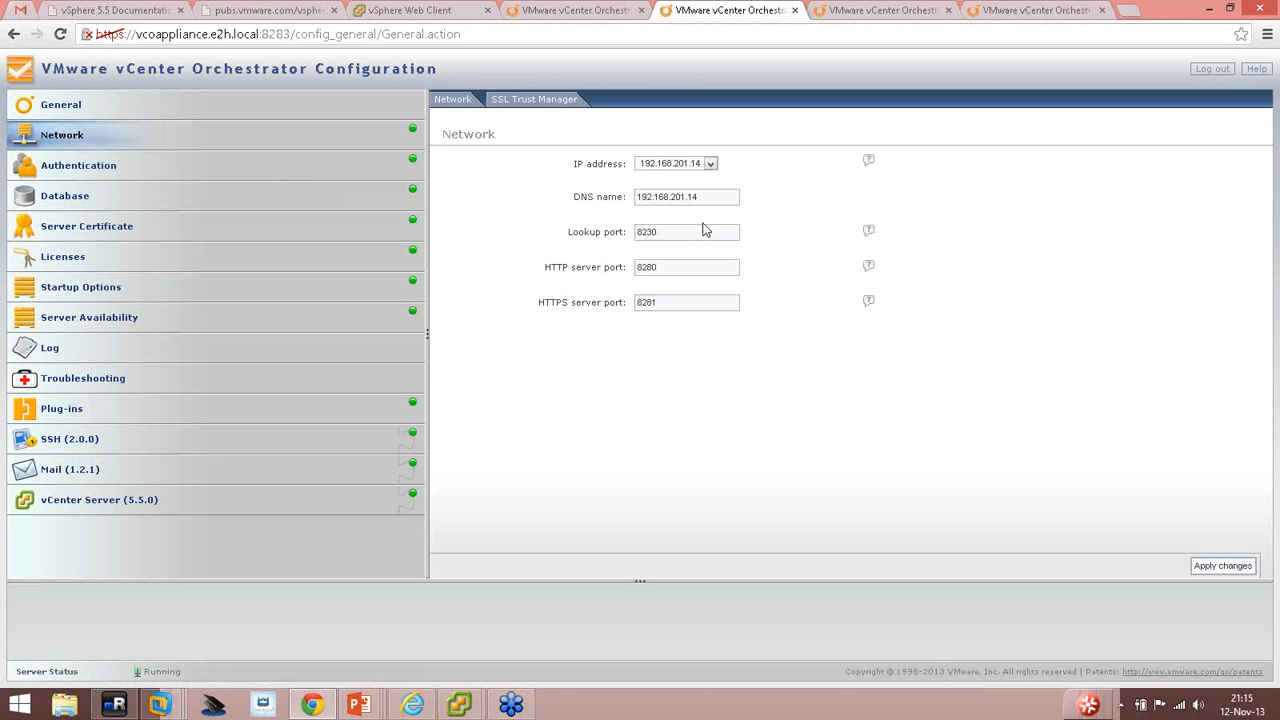 vSphere 5.5 Documentatio
pubs.vmware.com/vsphe
vSphere Web Client
VMware vCenter Orchestra
VMware vCenter Orchestra
VMware vCenter Orchestra
VMware vCenter Orchestra
https://vcoappliance.e2h.local:8283/config_general/General.action
VMware vCenter Orchestrator Configuration
Log out
Help
General
Network
Authentication
Database
Server Certificate
Licenses
Startup Options
Server Availability
Log
Troubleshooting
Plug-ins
SSH (2.0.0)
Mail (1.2.1)
vCenter Server (5.5.0)
Network
SSL Trust Manager
Network
IP address: 192.168.201.14
DNS name: 192.168.201.14
Lookup port: 8230
HTTP server port: 8280
HTTPS server port: 8281
Apply changes
Server Status
Running
Copyright © 1998-2013 VMware, Inc. All rights reserved | Patents: http://www.vmware.com/go/patents
21:15
12-Nov-13